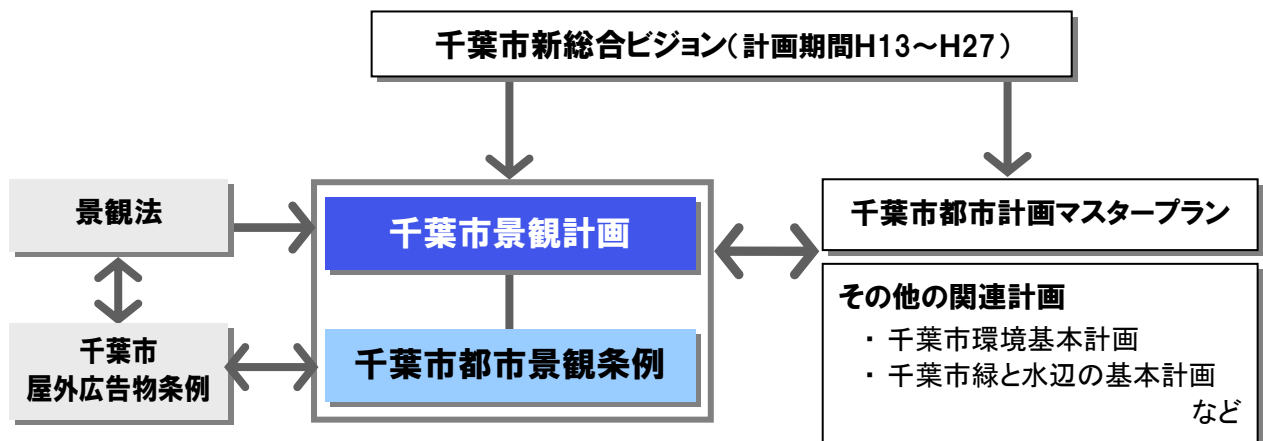 千葉市新総合ビジョン(計画期間H13～H27)
景観法
千葉市
屋外広告物条例
千葉市景観計画
千葉市都市景観条例
千葉市都市計画マスタープラン
その他の関連計画
・ 千葉市環境基本計画
・ 千葉市緑と水辺の基本計画
など